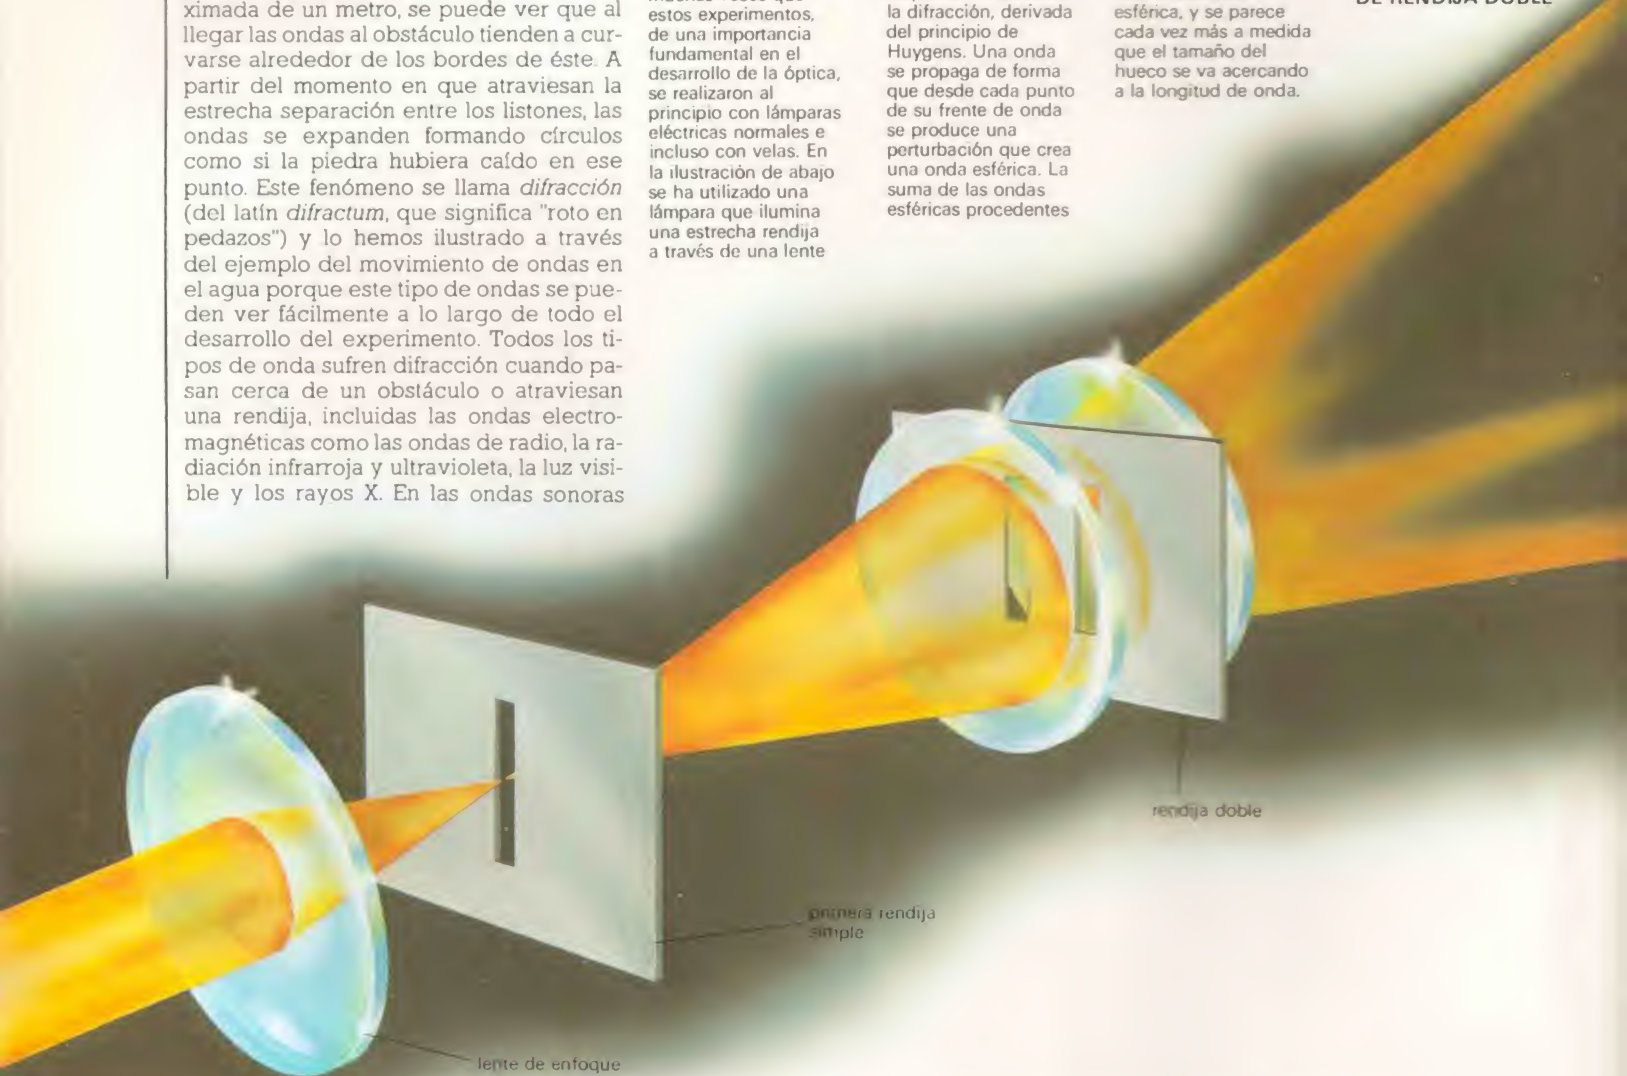 ximada de un metro, se puede ver que al
llegar las ondas al obstáculo tienden a cur-
varse alrededor de los bordes de éste. A
partir del momento en que atraviesan la
estrecha separación entre los listones, las
ondas se expanden formando círculos
como si la piedra hubiera caído en ese
punto. Este fenómeno se llama difracción
(del latín difractum, que significa "roto en
pedazos") y lo hemos ilustrado a través
del ejemplo del movimiento de ondas en
el agua porque este tipo de ondas se pue-
den ver fácilmente a lo largo de todo el
desarrollo del experimento. Todos los ti-
pos de onda sufren difracción cuando pa-
san cerca de un obstáculo o atraviesan
una rendija, incluidas las ondas electro-
magnéticas como las ondas de radio, la ra-
diación infrarroja y ultravioleta, la luz visi-
ble y los rayos X. En las ondas sonoras
estos experimentos,
de una importancia
fundamental en el
desarrollo de la óptica,
se realizaron al
principio con lámparas
eléctricas normales e
incluso con velas. En
la ilustración de abajo
se ha utilizado una
lámpara que ilumina
una estrecha rendija
a través de una lente
la difracción, derivada
del principio de
Huygens. Una onda
se propaga de forma
que desde cada punto
de su frente de onda
se produce una
perturbación que crea
una onda esférica. La
suma de las ondas
esféricas procedentes
esférica, y se parece
cada vez más a medida
que el tamaño del
hueco se va acercando
a la longitud de onda.
DE RENDIJA DOBLE
rendija doble
primera rendija
simple
lente de enfoque